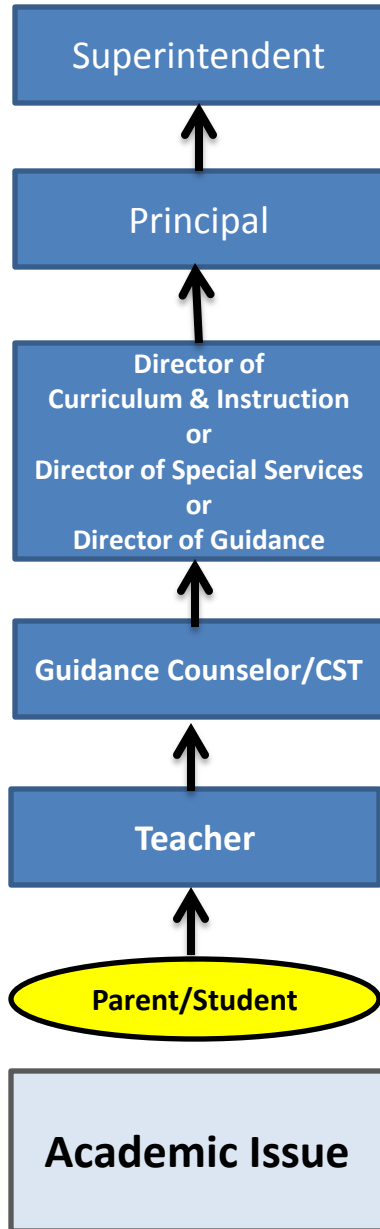 Superintendent
Principal
Director of
Curriculum & Instruction
or
Director of Special Services
or
Director of Guidance
Guidance Counselor/CST
Teacher
Parent/Student
Academic Issue